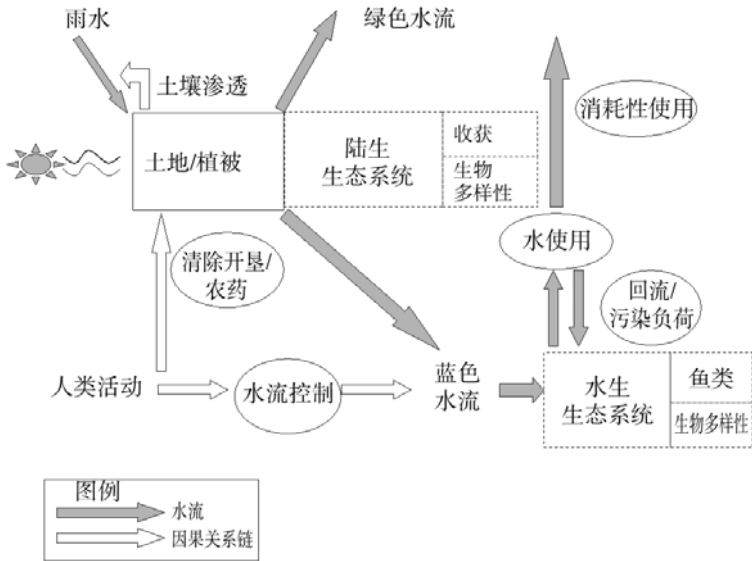 雨水
绿色水流
土壤渗透
消耗性使用
土地/植被
陆生
生态系统
收获
生物
多样性
水使用
清除开垦/
农药
回流/
污染负荷
人类活动
水流控制
蓝色
水流
水生
生态系统
鱼类
生物多样性
图例
水流
因果关系链